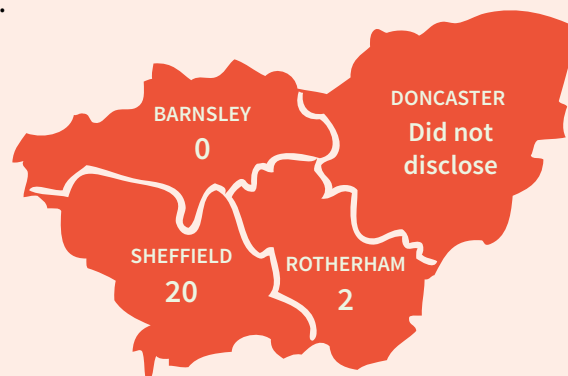 .
BARNSLEY
0
DONCASTER
Did not
disclose
SHEFFIELD
20
ROTHERHAM
2